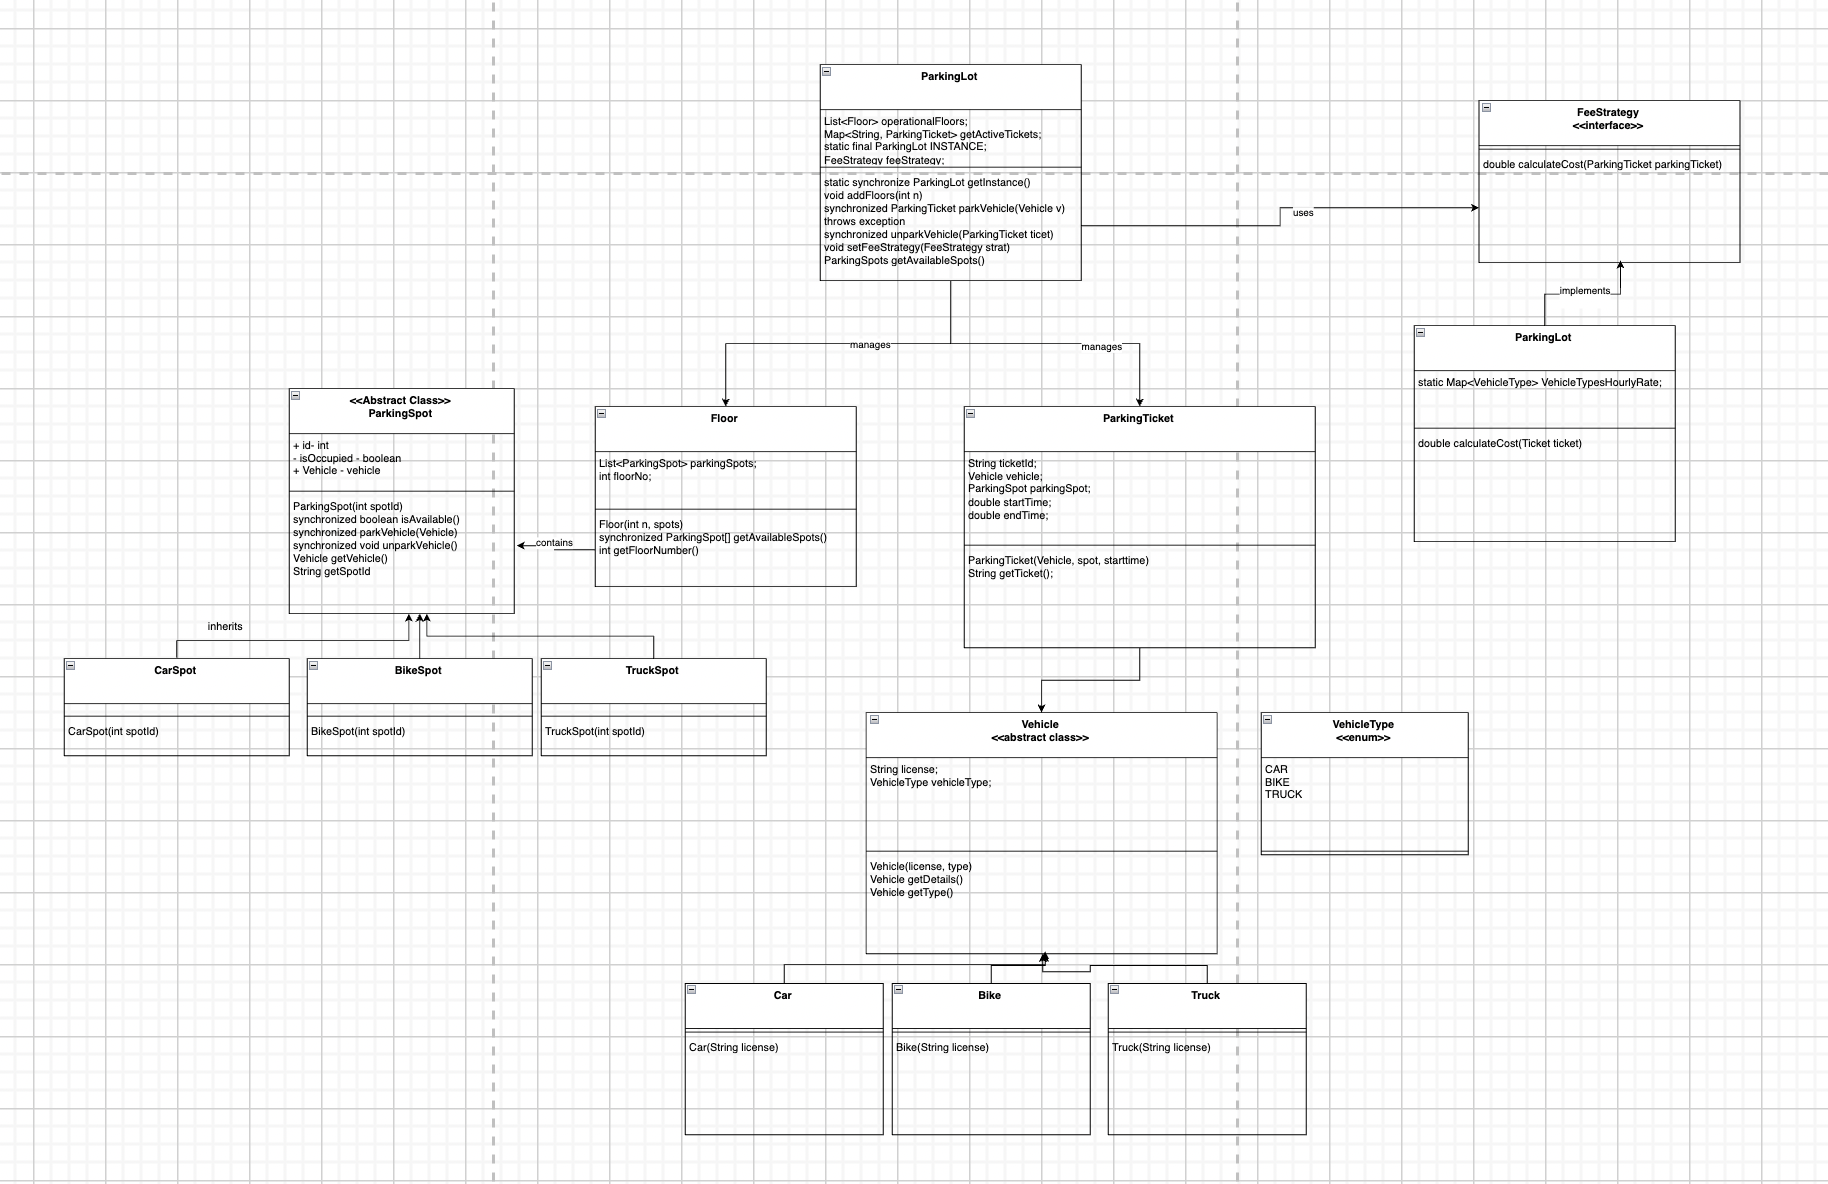 ParkingLot
List<Floor> operationalFloors;
Map<String, ParkingTicket> getActiveTickets;
static final ParkingLot INSTANCE;
FeeStrategy feeStrategy;
static synchronize ParkingLot getInstance()
void addFloors(int n)
synchronized ParkingTicket parkVehicle(Vehicle v)
throws exception
synchronized unparkVehicle(ParkingTicket ticet)
void setFeeStrategy(FeeStrategy strat)
ParkingSpots getAvailableSpots()
uses
FeeStrategy
<<interface>>
double calculateCost(ParkingTicket parkingTicket)
implements
ParkingLot
static Map<VehicleType> VehicleTypesHourlyRate;
double calculateCost(Ticket ticket)
manages
manages
<<Abstract Class>>
ParkingSpot
+ id- int
- isOccupied - boolean
+ Vehicle - vehicle
ParkingSpot(int spotId)
synchronized boolean isAvailable()
synchronized parkVehicle(Vehicle)
synchronized void unparkVehicle()
Vehicle getVehicle()
String getSpotId
contains
Floor
List<ParkingSpot> parkingSpots;
int floorNo;
Floor(int n, spots)
synchronized ParkingSpot[] getAvailableSpots()
int getFloorNumber()
ParkingTicket
String ticketId;
Vehicle vehicle;
ParkingSpot parkingSpot;
double startTime;
double endTime;
ParkingTicket(Vehicle, spot, starttime)
String getTicket();
inherits
CarSpot
CarSpot(int spotId)
BikeSpot
BikeSpot(int spotId)
TruckSpot
TruckSpot(int spotId)
Vehicle
<<abstract class>>
String license;
VehicleType vehicleType;
Vehicle(license, type)
Vehicle getDetails()
Vehicle getType()
VehicleType
<<enum>>
CAR
BIKE
TRUCK
Car
Car(String license)
Bike
Bike(String license)
Truck
Truck(String license)